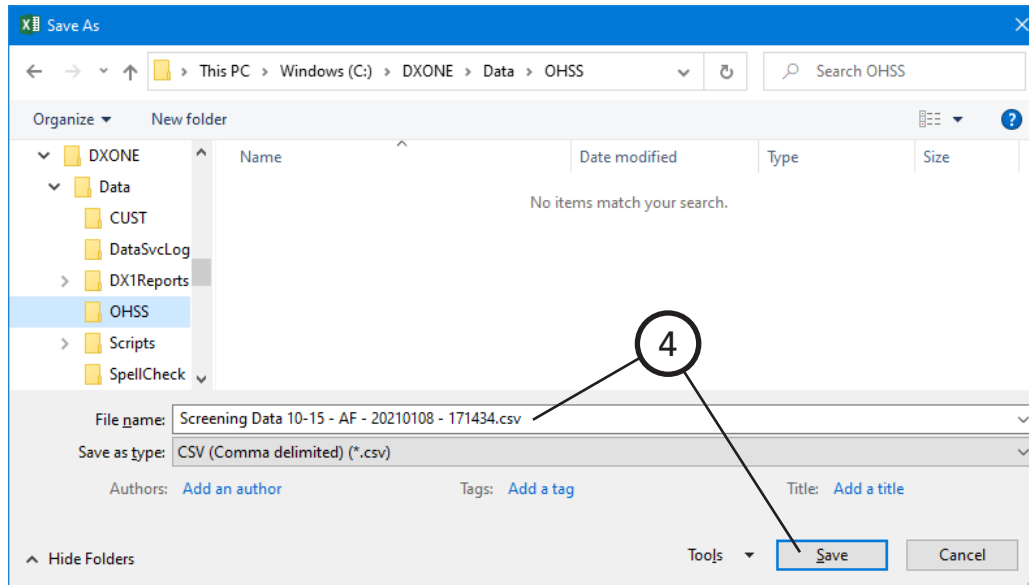 Save As
This PC > Windows (C:) > DXONE > Data > OHSS
Search OHSS
Organize New folder
Name Date modified Type Size
No items match your search.
DXONE
Data
CUST
DataSvcLog
DX1Reports
OHSS
Scripts
SpellCheck
4
File name: Screening Data 10-15 - AF - 20210108 - 171434.csv
Save as type: CSV (Comma delimited) (*.csv)
Authors: Add an author Tags: Add a tag Title: Add a title
Hide Folders Tools Save Cancel